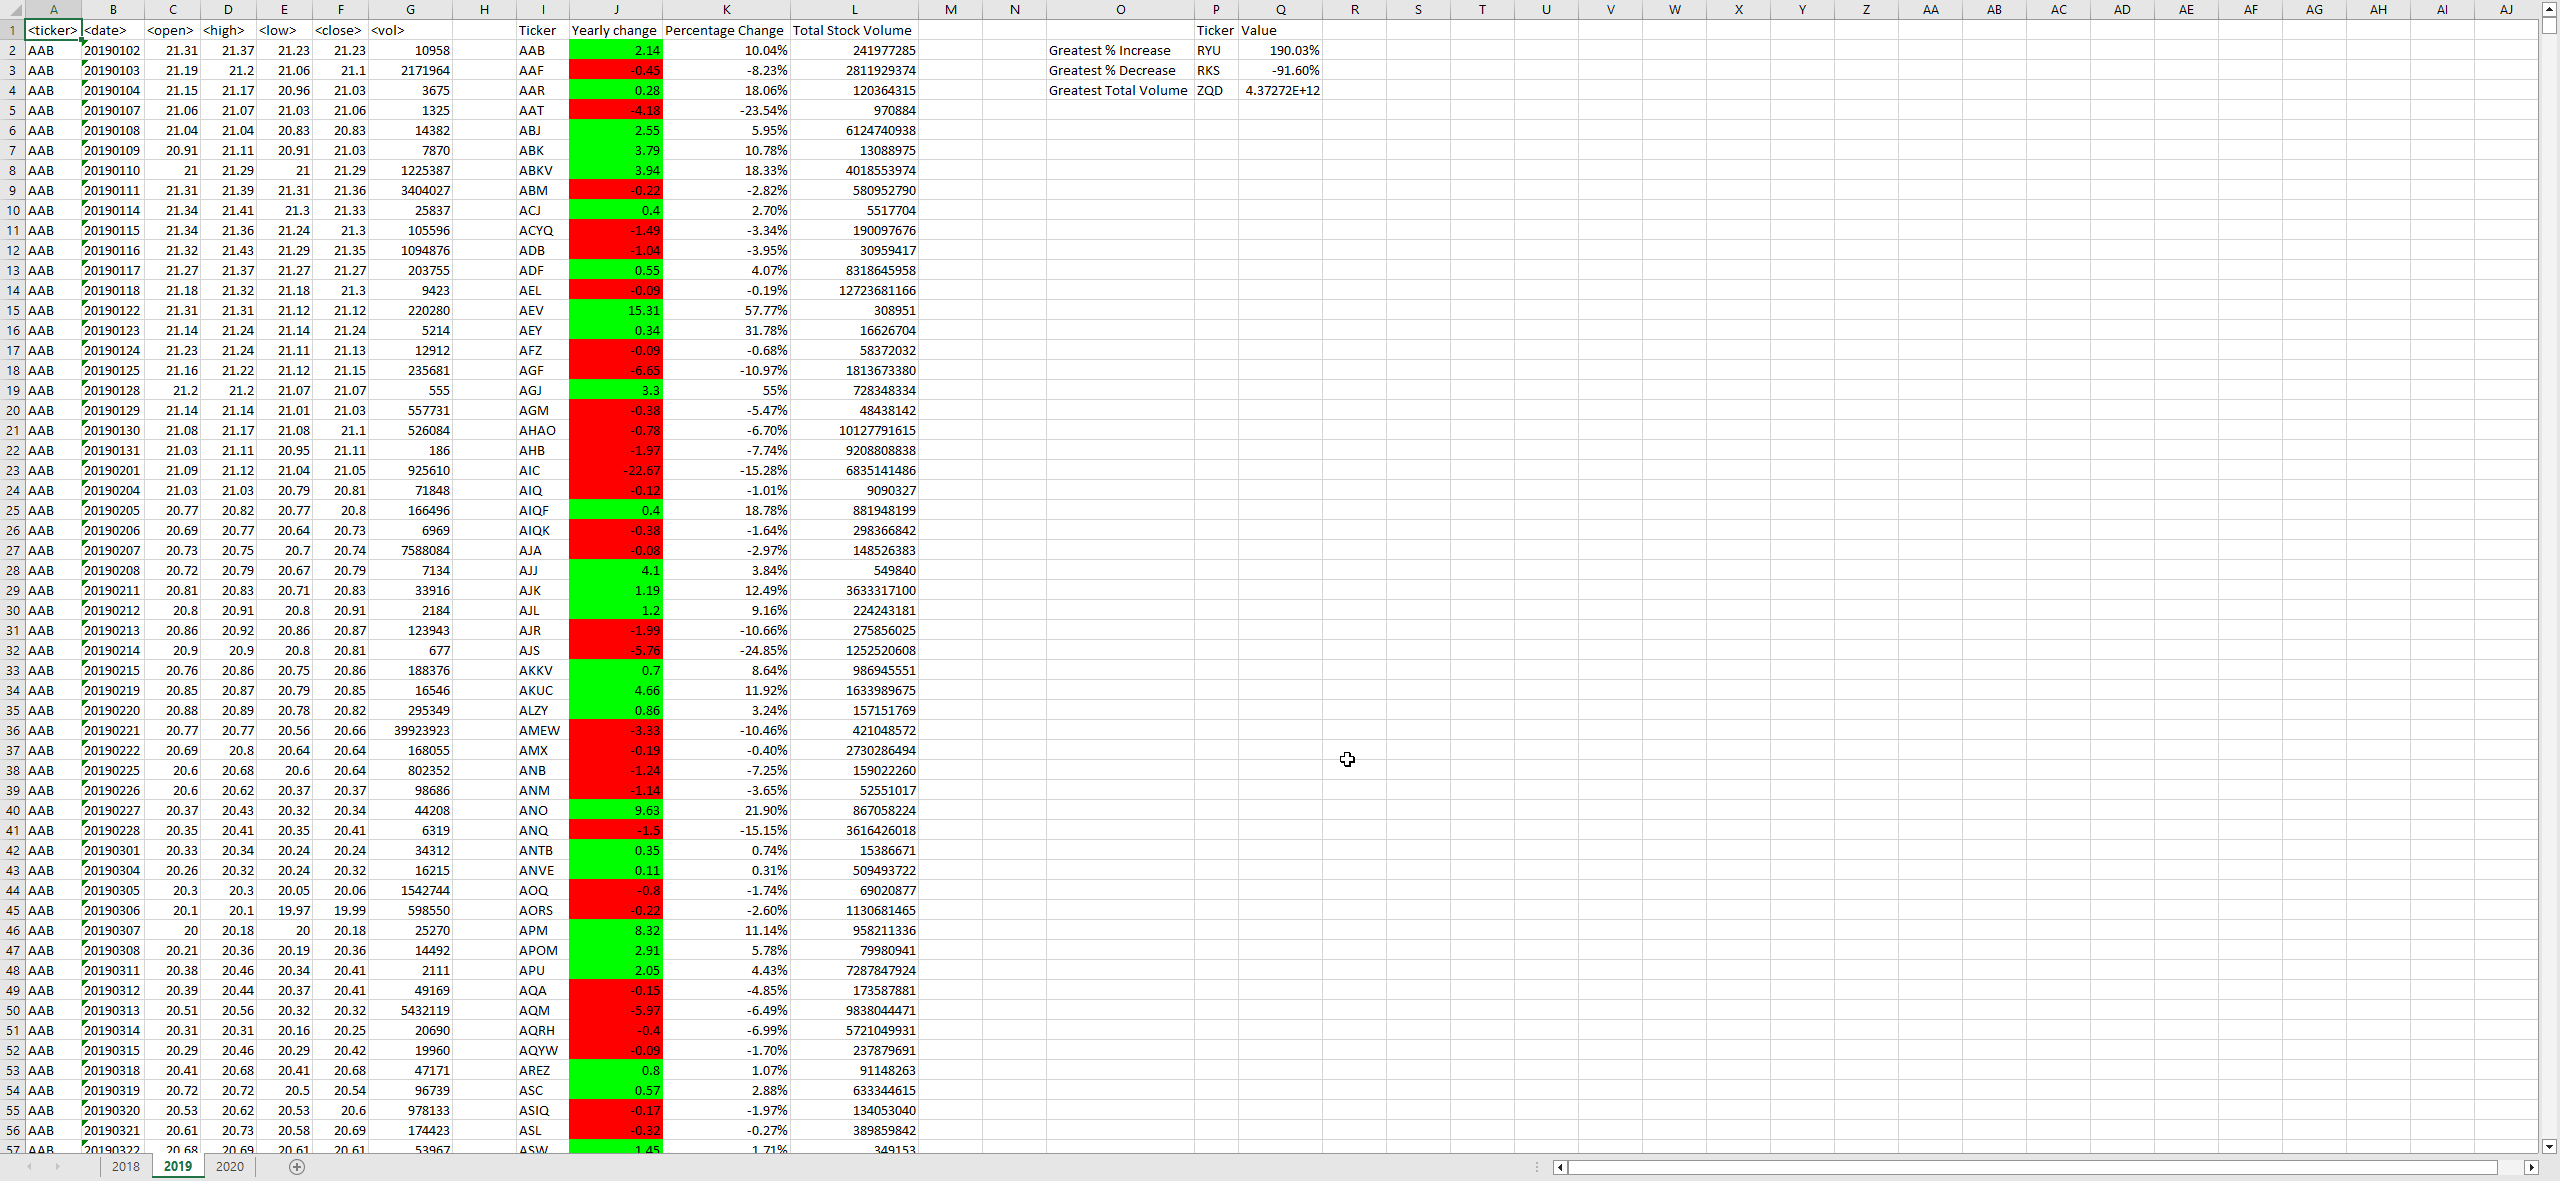 A B C D E F G H I J K L M N O P Q R S T U V W X Y Z AA AB AC AD AE AF AG AH AI AJ
1 <ticker> <date> <open> <high> <low> <close> <vol> Ticker Yearly change Percentage Change Total Stock Volume Ticker Value
2 AAB 20190102 21.31 21.37 21.23 21.23 10958 AAB 2.14 10.04% 241977285 Greatest % Increase RYU 190.03%
3 AAB 20190103 21.19 21.2 21.06 21.1 2171964 AAF -0.45 -8.23% 2811929374 Greatest % Decrease RKS -91.60%
4 AAB 20190104 21.15 21.17 20.96 21.03 3675 AAR 0.28 18.06% 120364315 Greatest Total Volume ZQD 4.37272E+12
5 AAB 20190107 21.06 21.07 21.03 21.06 1325 AAT -4.18 -23.54% 970884
6 AAB 20190108 21.04 21.04 20.83 20.83 14382 ABJ 2.55 5.95% 6124740938
7 AAB 20190109 20.91 21.11 20.91 21.03 7870 ABK 3.79 10.78% 13088975
8 AAB 20190110 21 21.29 21 21.29 1225387 ABKV 3.94 18.33% 4018553974
9 AAB 20190111 21.31 21.39 21.31 21.36 3404027 ABM -0.22 -2.82% 580952790
10 AAB 20190114 21.34 21.41 21.3 21.33 25837 ACJ 0.4 2.70% 5517704
11 AAB 20190115 21.34 21.36 21.24 21.3 105596 ACYQ -1.49 -3.34% 190097676
12 AAB 20190116 21.32 21.43 21.29 21.35 1094876 ADB -1.04 -3.95% 30959417
13 AAB 20190117 21.27 21.37 21.27 21.27 203755 ADF 0.55 4.07% 8318645958
14 AAB 20190118 21.18 21.32 21.18 21.3 9423 AEL -0.09 -0.19% 12723681166
15 AAB 20190122 21.31 21.31 21.12 21.12 220280 AEV 15.31 57.77% 308951
16 AAB 20190123 21.14 21.24 21.14 21.24 5214 AEY 0.34 31.78% 16626704
17 AAB 20190124 21.23 21.24 21.11 21.13 12912 AFZ -0.09 -0.68% 58372032
18 AAB 20190125 21.16 21.22 21.12 21.15 235681 AGF -6.65 -10.97% 1813673380
19 AAB 20190128 21.2 21.2 21.07 21.07 555 AGJ 3.3 55% 728348334
20 AAB 20190129 21.14 21.14 21.01 21.03 557731 AGM -0.38 -5.47% 48438142
21 AAB 20190130 21.08 21.17 21.08 21.1 526084 AHAO -0.78 -6.70% 10127791615
22 AAB 20190131 21.03 21.11 20.95 21.11 186 AHB -1.97 -7.74% 9208808838
23 AAB 20190201 21.09 21.12 21.04 21.05 925610 AIC -22.67 -15.28% 6835141486
24 AAB 20190204 21.03 21.03 20.79 20.81 71848 AIQ -0.12 -1.01% 9090327
25 AAB 20190205 20.77 20.82 20.77 20.8 166496 AIQF 0.4 18.78% 881948199
26 AAB 20190206 20.69 20.77 20.64 20.73 6969 AIQK -0.38 -1.64% 298366842
27 AAB 20190207 20.73 20.75 20.7 20.74 7588084 AJA -0.08 -2.97% 148526383
28 AAB 20190208 20.72 20.79 20.67 20.79 7134 AJJ 4.1 3.84% 549840
29 AAB 20190211 20.81 20.83 20.71 20.83 33916 AJK 1.19 12.49% 3633317100
30 AAB 20190212 20.8 20.91 20.8 20.91 2184 AJL 1.2 9.16% 224243181
31 AAB 20190213 20.86 20.92 20.86 20.87 123943 AJR -1.99 -10.66% 275856025
32 AAB 20190214 20.9 20.9 20.8 20.81 677 AJS -5.76 -24.85% 1252520608
33 AAB 20190215 20.76 20.86 20.75 20.86 188376 AKKV 0.7 8.64% 986945551
34 AAB 20190219 20.85 20.87 20.79 20.85 16546 AKUC 4.66 11.92% 1633989675
35 AAB 20190220 20.88 20.89 20.78 20.82 295349 ALZY 0.86 3.24% 157151769
36 AAB 20190221 20.77 20.77 20.56 20.66 39923923 AMEW -3.33 -10.46% 421048572
37 AAB 20190222 20.69 20.8 20.64 20.64 168055 AMX -0.19 -0.40% 2730286494
38 AAB 20190225 20.6 20.68 20.6 20.64 802352 ANB -1.24 -7.25% 159022260
39 AAB 20190226 20.6 20.62 20.37 20.37 98686 ANM -1.14 -3.65% 52551017
40 AAB 20190227 20.37 20.43 20.32 20.34 44208 ANO 9.63 21.90% 867058224
41 AAB 20190228 20.35 20.41 20.35 20.41 6319 ANQ -1.5 -15.15% 3616426018
42 AAB 20190301 20.33 20.34 20.24 20.24 34312 ANTB 0.35 0.74% 15386671
43 AAB 20190304 20.26 20.32 20.24 20.32 16215 ANVE 0.11 0.31% 509493722
44 AAB 20190305 20.3 20.3 20.05 20.06 1542744 AOQ -0.8 -1.74% 69020877
45 AAB 20190306 20.1 20.1 19.97 19.99 598550 AORS -0.22 -2.60% 1130681465
46 AAB 20190307 20 20.18 20 20.18 25270 APM 8.32 11.14% 958211336
47 AAB 20190308 20.21 20.36 20.19 20.36 14492 APOM 2.91 5.78% 79980941
48 AAB 20190311 20.38 20.46 20.34 20.41 2111 APU 2.05 4.43% 7287847924
49 AAB 20190312 20.39 20.44 20.37 20.41 49169 AQA -0.15 -4.85% 173587881
50 AAB 20190313 20.51 20.56 20.32 20.32 5432119 AQM -5.97 -6.49% 9838044471
51 AAB 20190314 20.31 20.31 20.16 20.25 20690 AQRH -0.4 -6.99% 5721049931
52 AAB 20190315 20.29 20.46 20.29 20.42 19960 AQYW -0.09 -1.70% 237879691
53 AAB 20190318 20.41 20.68 20.41 20.68 47171 AREZ 0.8 1.07% 91148263
54 AAB 20190319 20.72 20.72 20.5 20.54 96739 ASC 0.57 2.88% 633344615
55 AAB 20190320 20.53 20.62 20.53 20.6 978133 ASIQ -0.17 -1.97% 134053040
56 AAB 20190321 20.61 20.73 20.58 20.69 174423 ASL -0.32 -0.27% 389859842
57 AAB 20190322 20.68 20.69 20.61 20.61 53967 ASW 1.45 1.71% 349153
2018 2019 2020